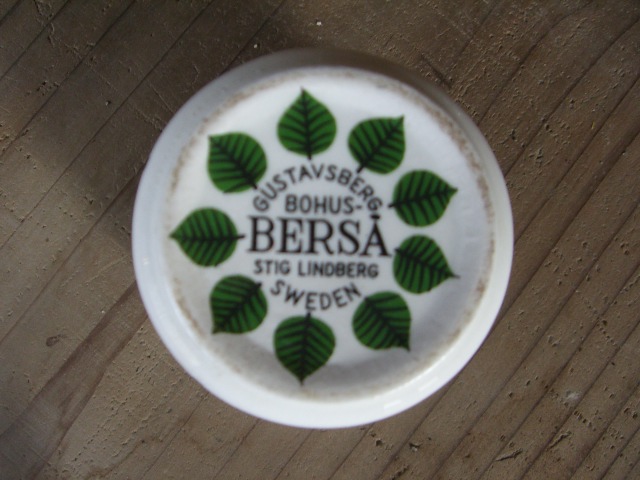 GUSTAVSBERG
BOHUS-
BERSÅ
STIG LINDBERG
SWEDEN